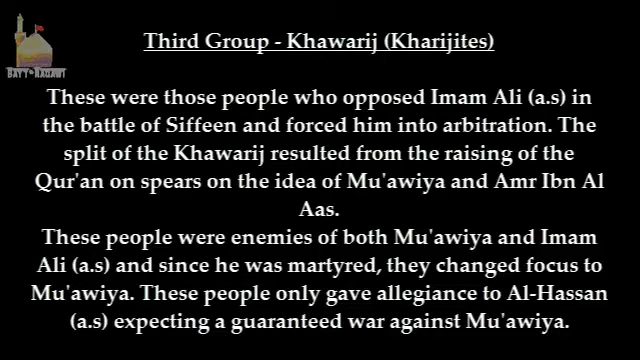 Third Group - Khawarij (Kharijites)
BAYT-RADAWI
These were those people who opposed Imam Ali (a.s) in
the battle of Siffeen and forced him into arbitration. The
split of the Khawarij resulted from the raising of the
Qur'an on spears on the idea of Mu'awiya and Amr Ibn Al
Aas.
These people were enemies of both Mu'awiya and Imam
Ali (a.s) and since he was martyred, they changed focus to
Mu'awiya. These people only gave allegiance to Al-Hassan
(a.s) expecting a guaranteed war against Mu'awiya.